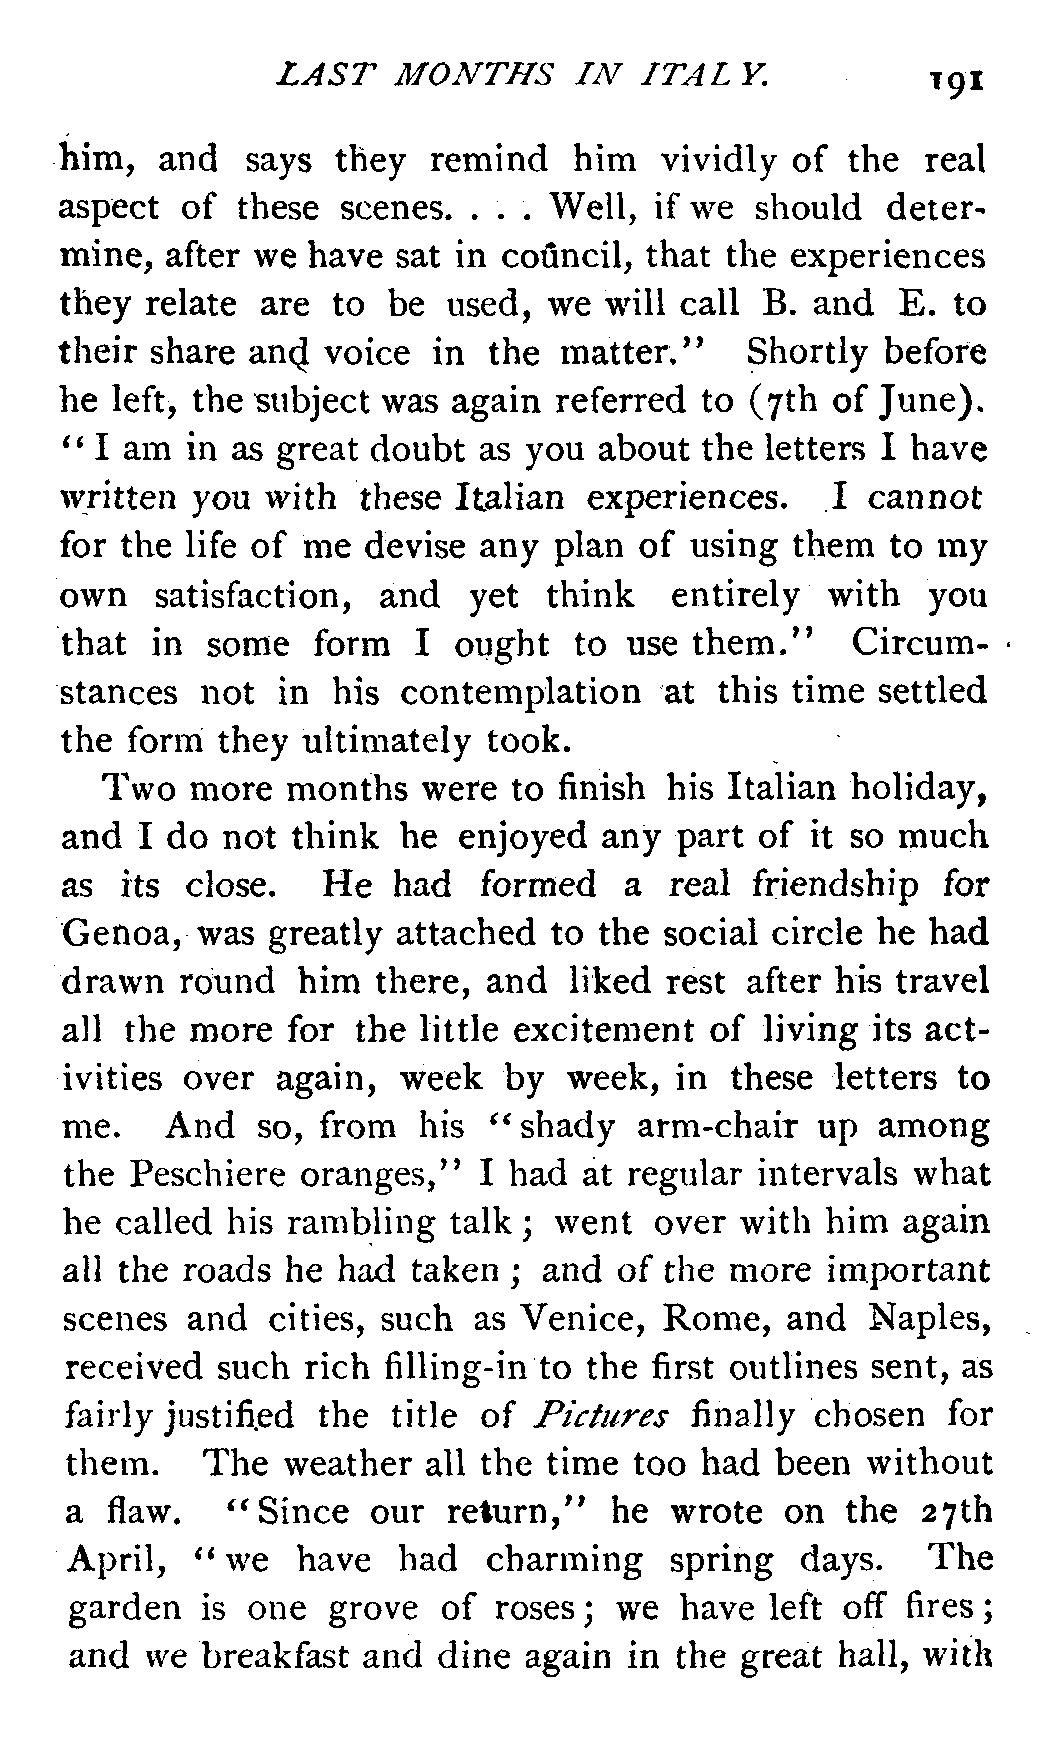 LAST MONTHS IN ITALY. 191
him, and says they remind him vividly of the real
aspect of these scenes. . . . Well, if we should deter-
mine, after we have sat in council, that the experiences
they relate are to be used, we will call B. and E. to
their share and voice in the matter." Shortly before
he left, the subject was again referred to (7th of June).
"I am in as great doubt as you about the letters I have
written you with these Italian experiences. I cannot
for the life of me devise any plan of using them to my
own satisfaction, and yet think entirely with you
that in some form I ought to use them." Circum-
stances not in his contemplation at this time settled
the form they ultimately took.
Two more months were to finish his Italian holiday,
and I do not think he enjoyed any part of it so much
as its close. He had formed a real friendship for
Genoa, was greatly attached to the social circle he had
drawn round him there, and liked rest after his travel
all the more for the little excitement of living its act-
ivities over again, week by week, in these letters to
me. And so, from his "shady arm-chair up among
the Peschiere oranges," I had at regular intervals what
he called his rambling talk; went over with him again
all the roads he had taken; and of the more important
scenes and cities, such as Venice, Rome, and Naples,
received such rich filling-in to the first outlines sent, as
fairly justified the title of Pictures finally chosen for
them. The weather all the time too had been without
a flaw. "Since our return," he wrote on the 27th
April, "we have had charming spring days. The
garden is one grove of roses; we have left off fires;
and we breakfast and dine again in the great hall, with